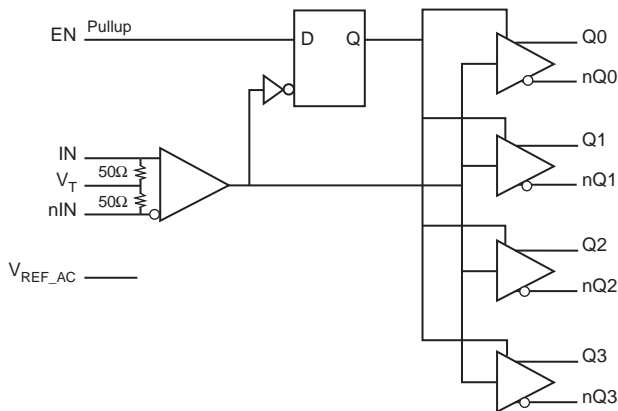 EN Pullup
D Q
Q0
nQ0
IN
50Ω
V_T
50Ω
nIN
Q1
nQ1
V_REF_AC
Q2
nQ2
Q3
nQ3